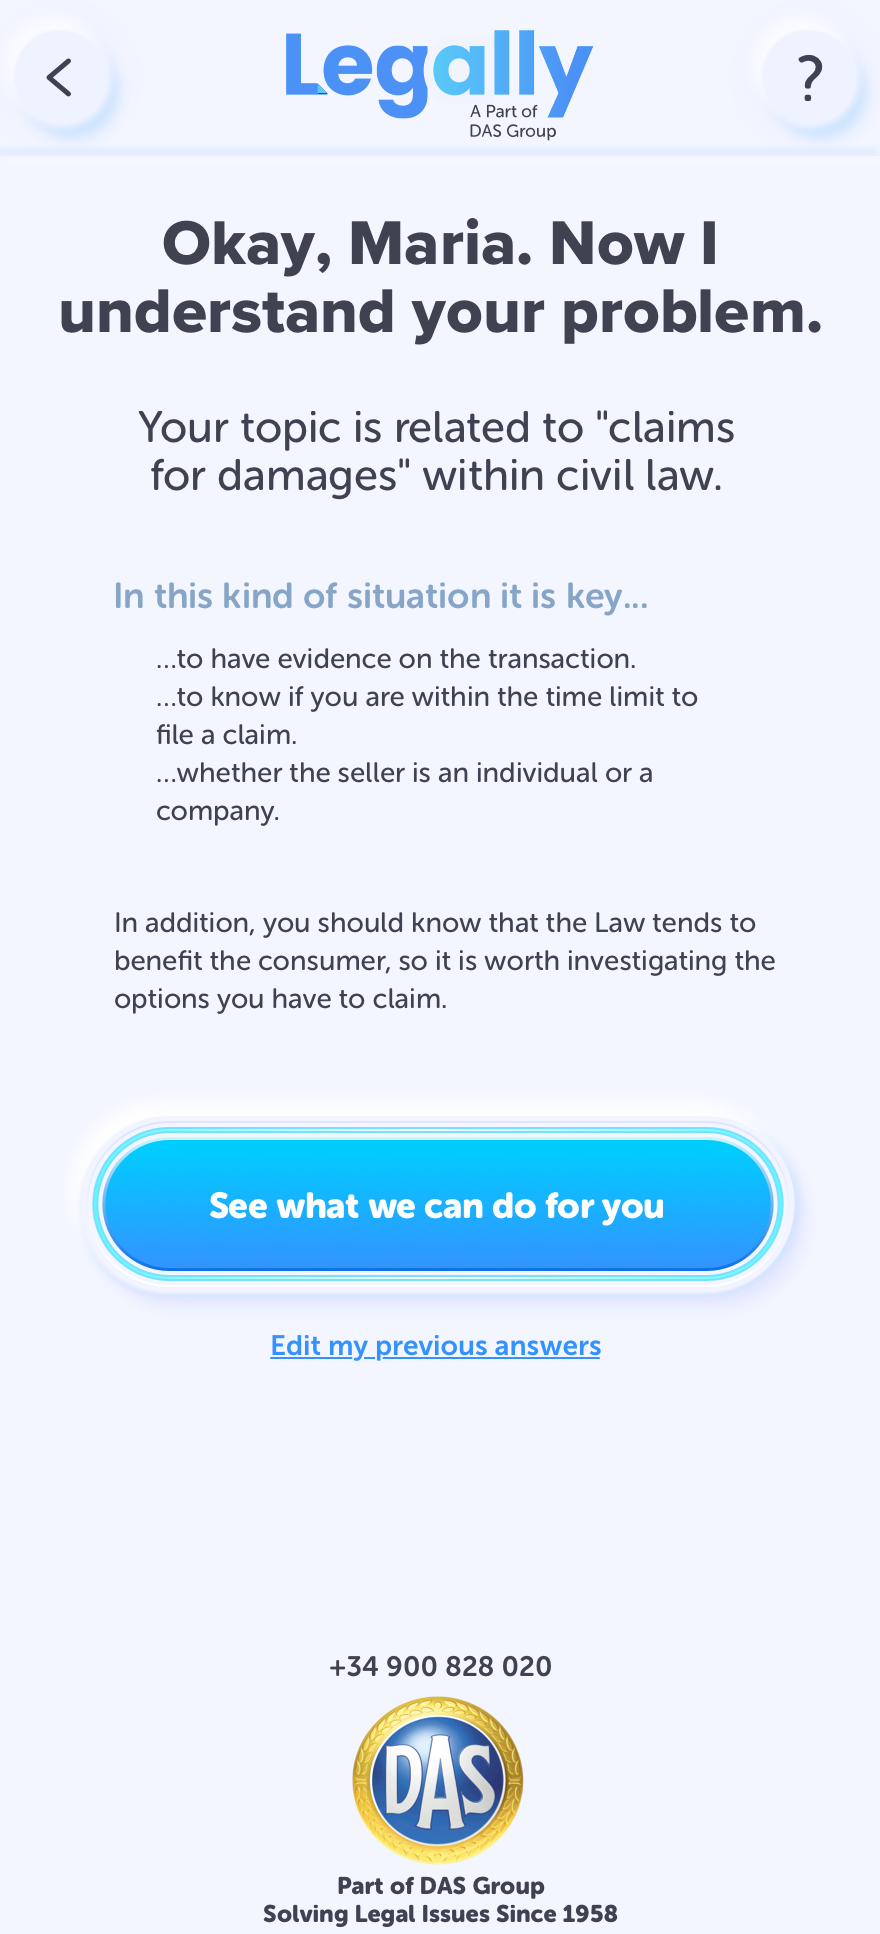 Legally
A Part of
DAS Group
?
Okay, Maria. Now I
understand your problem.
Your topic is related to "claims
for damages" within civil law.
In this kind of situation it is key...
...to have evidence on the transaction.
...to know if you are within the time limit to
file a claim.
...whether the seller is an individual or a
company.
In addition, you should know that the Law tends to
benefit the consumer, so it is worth investigating the
options you have to claim.
See what we can do for you
Edit my previous answers
+34 900 828 020
DAS
Part of DAS Group
Solving Legal Issues Since 1958